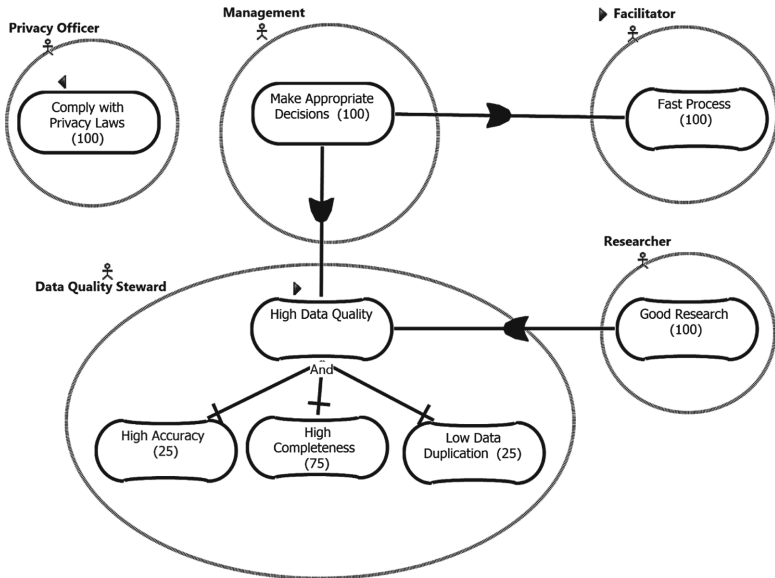 Privacy Officer
Comply with
Privacy Laws
(100)
Management
Make Appropriate
Decisions (100)
Facilitator
Fast Process
(100)
Researcher
Good Research
(100)
Data Quality Steward
High Data Quality
And
High Accuracy
(25)
High
Completeness
(75)
Low Data
Duplication (25)